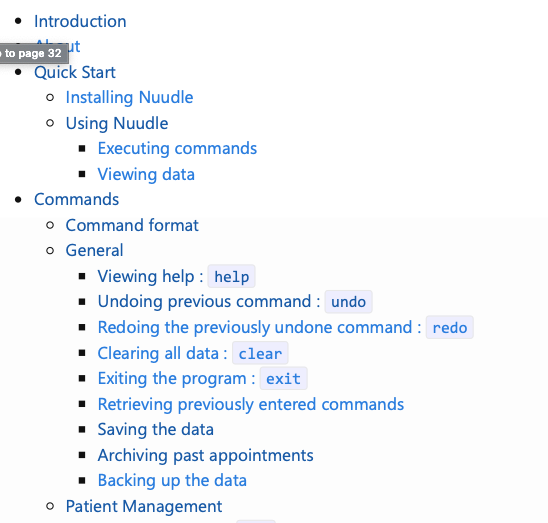 Introduction
to page 32
Quick Start
Installing Nuudle
Using Nuudle
Executing commands
Viewing data
Commands
Command format
General
Viewing help : help
Undoing previous command : undo
Redoing the previously undone command : redo
Clearing all data : clear
Exiting the program : exit
Retrieving previously entered commands
Saving the data
Archiving past appointments
Backing up the data
Patient Management